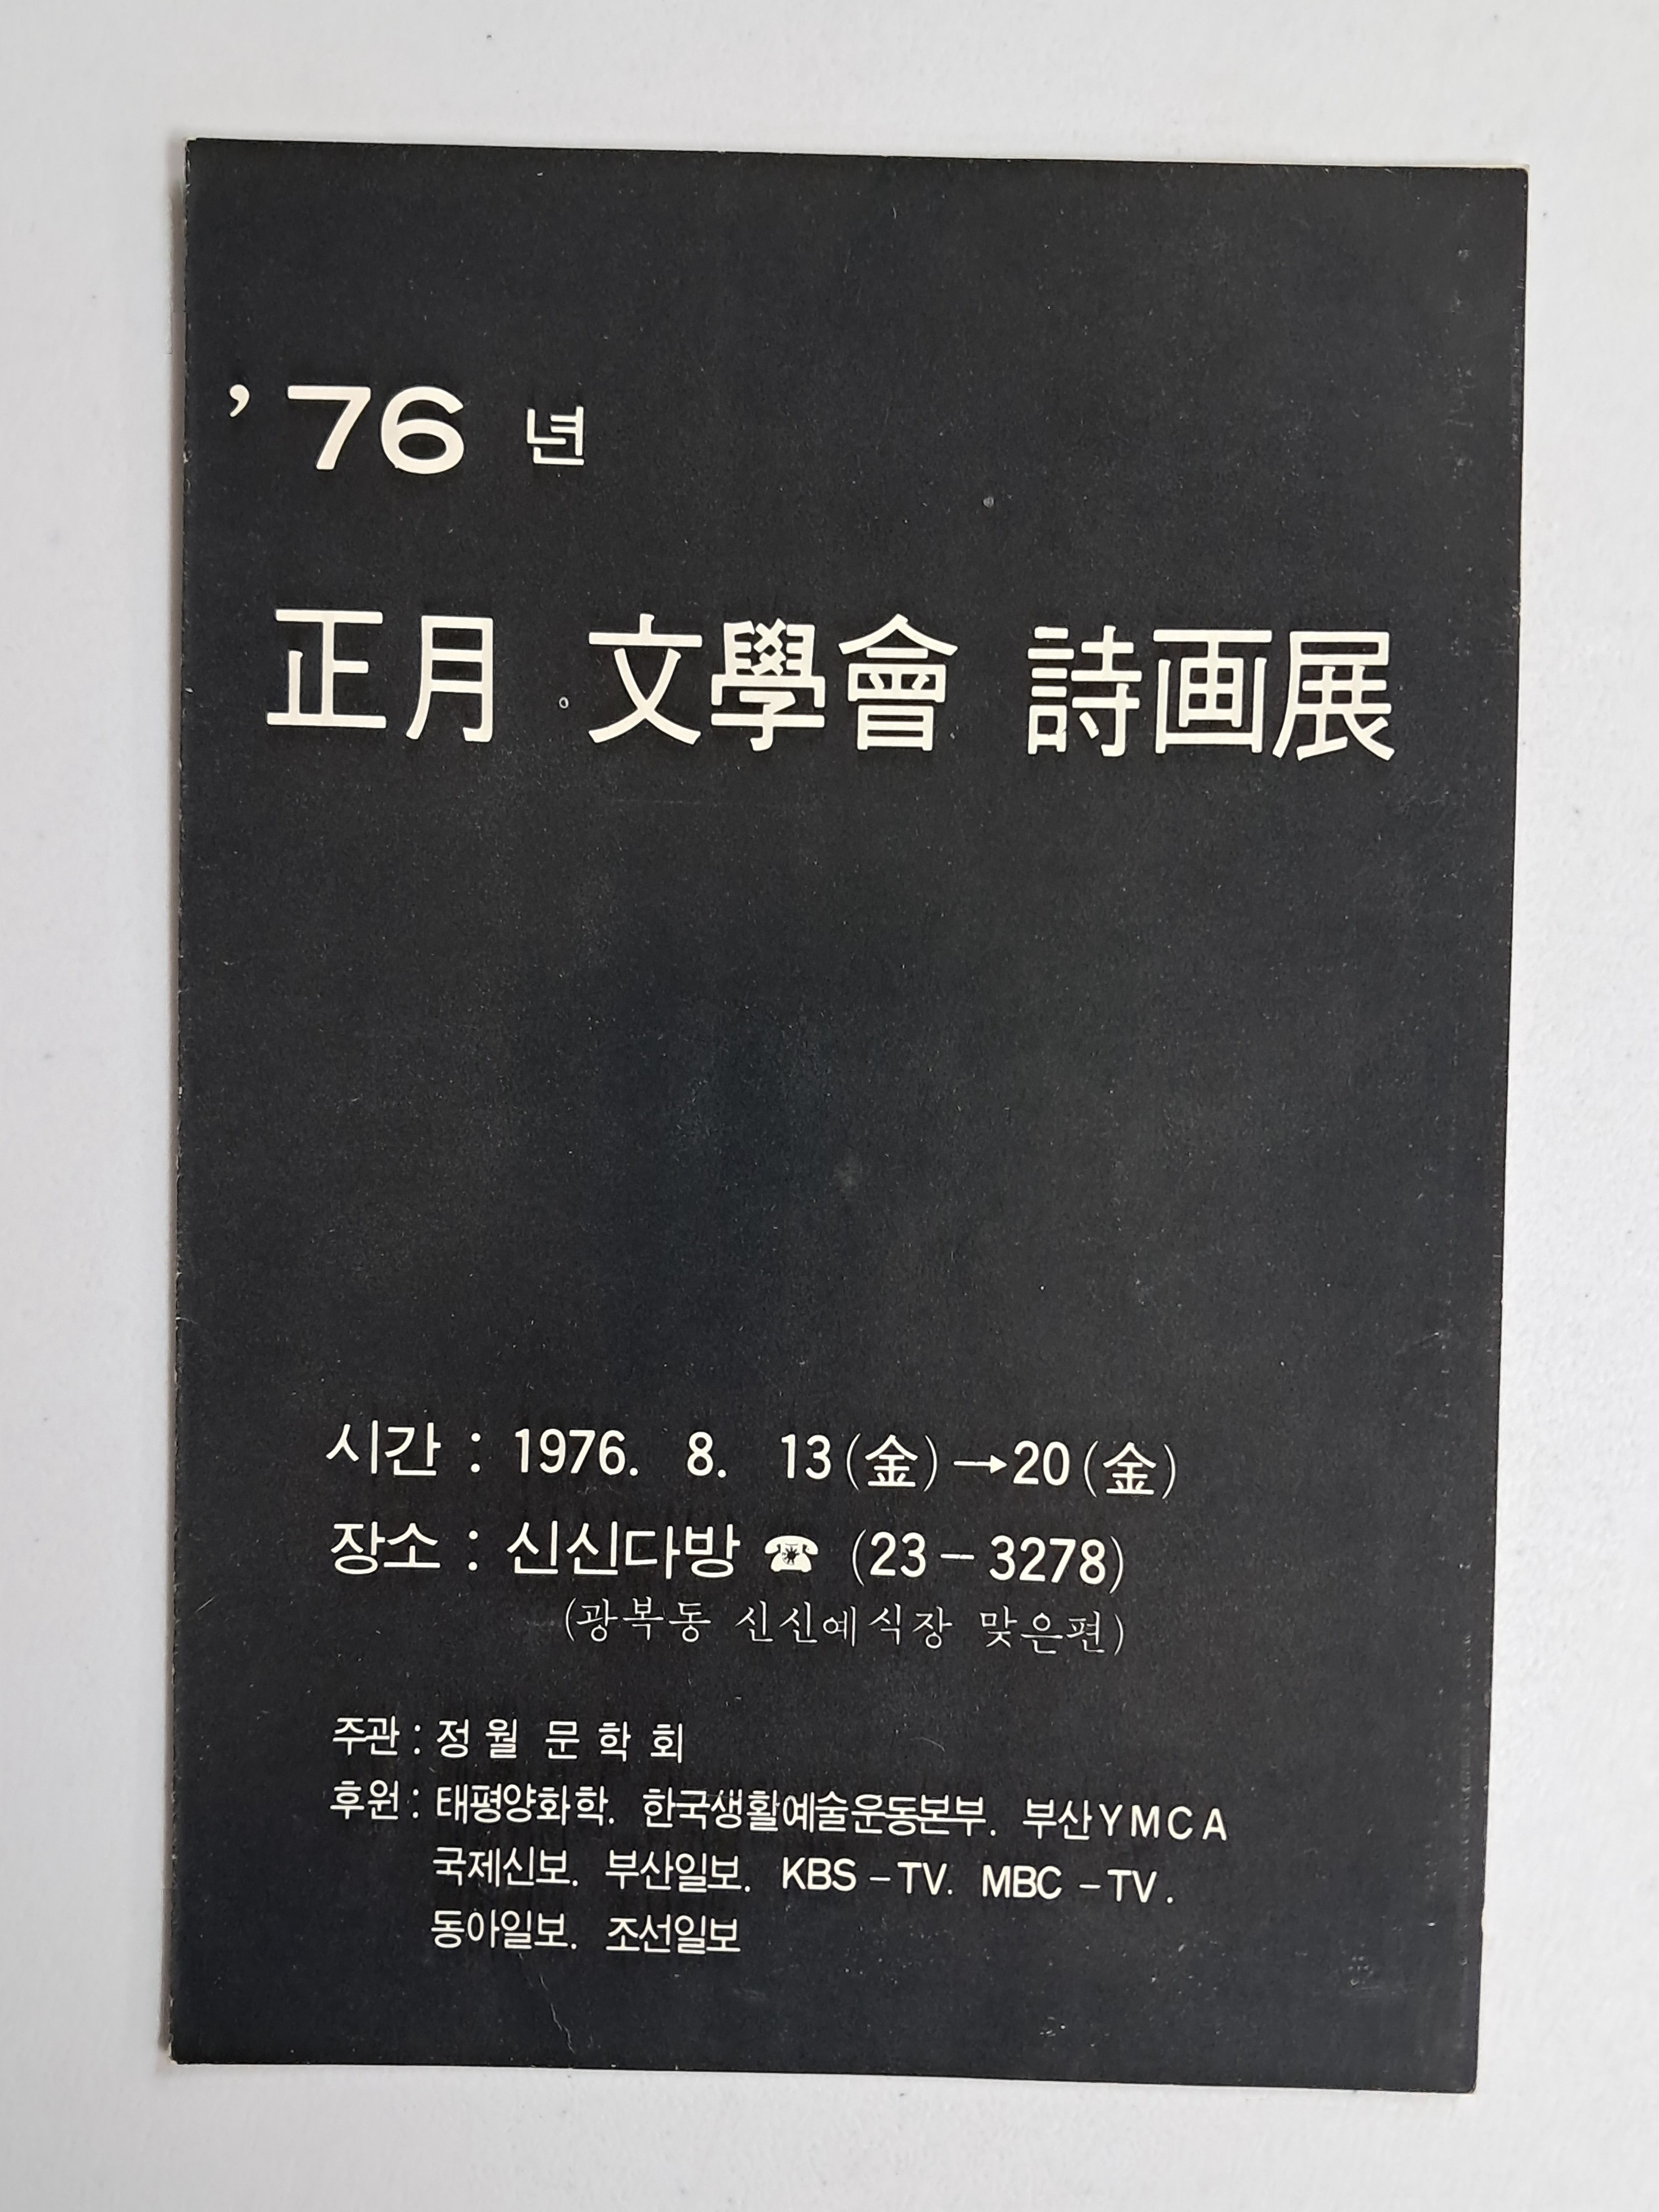 ’76 년
正月 文學會 詩画展
시간 : 1976. 8. 13(金)→20(金)
장소 : 신신다방 ☎ (23-3278)
(광복동 신신예식장 맞은편)
주관 : 정월 문학회
후원 : 태평양화학. 한국생활예술운동본부. 부산YMCA
국제신보. 부산일보. KBS-TV. MBC-TV.
동아일보. 조선일보